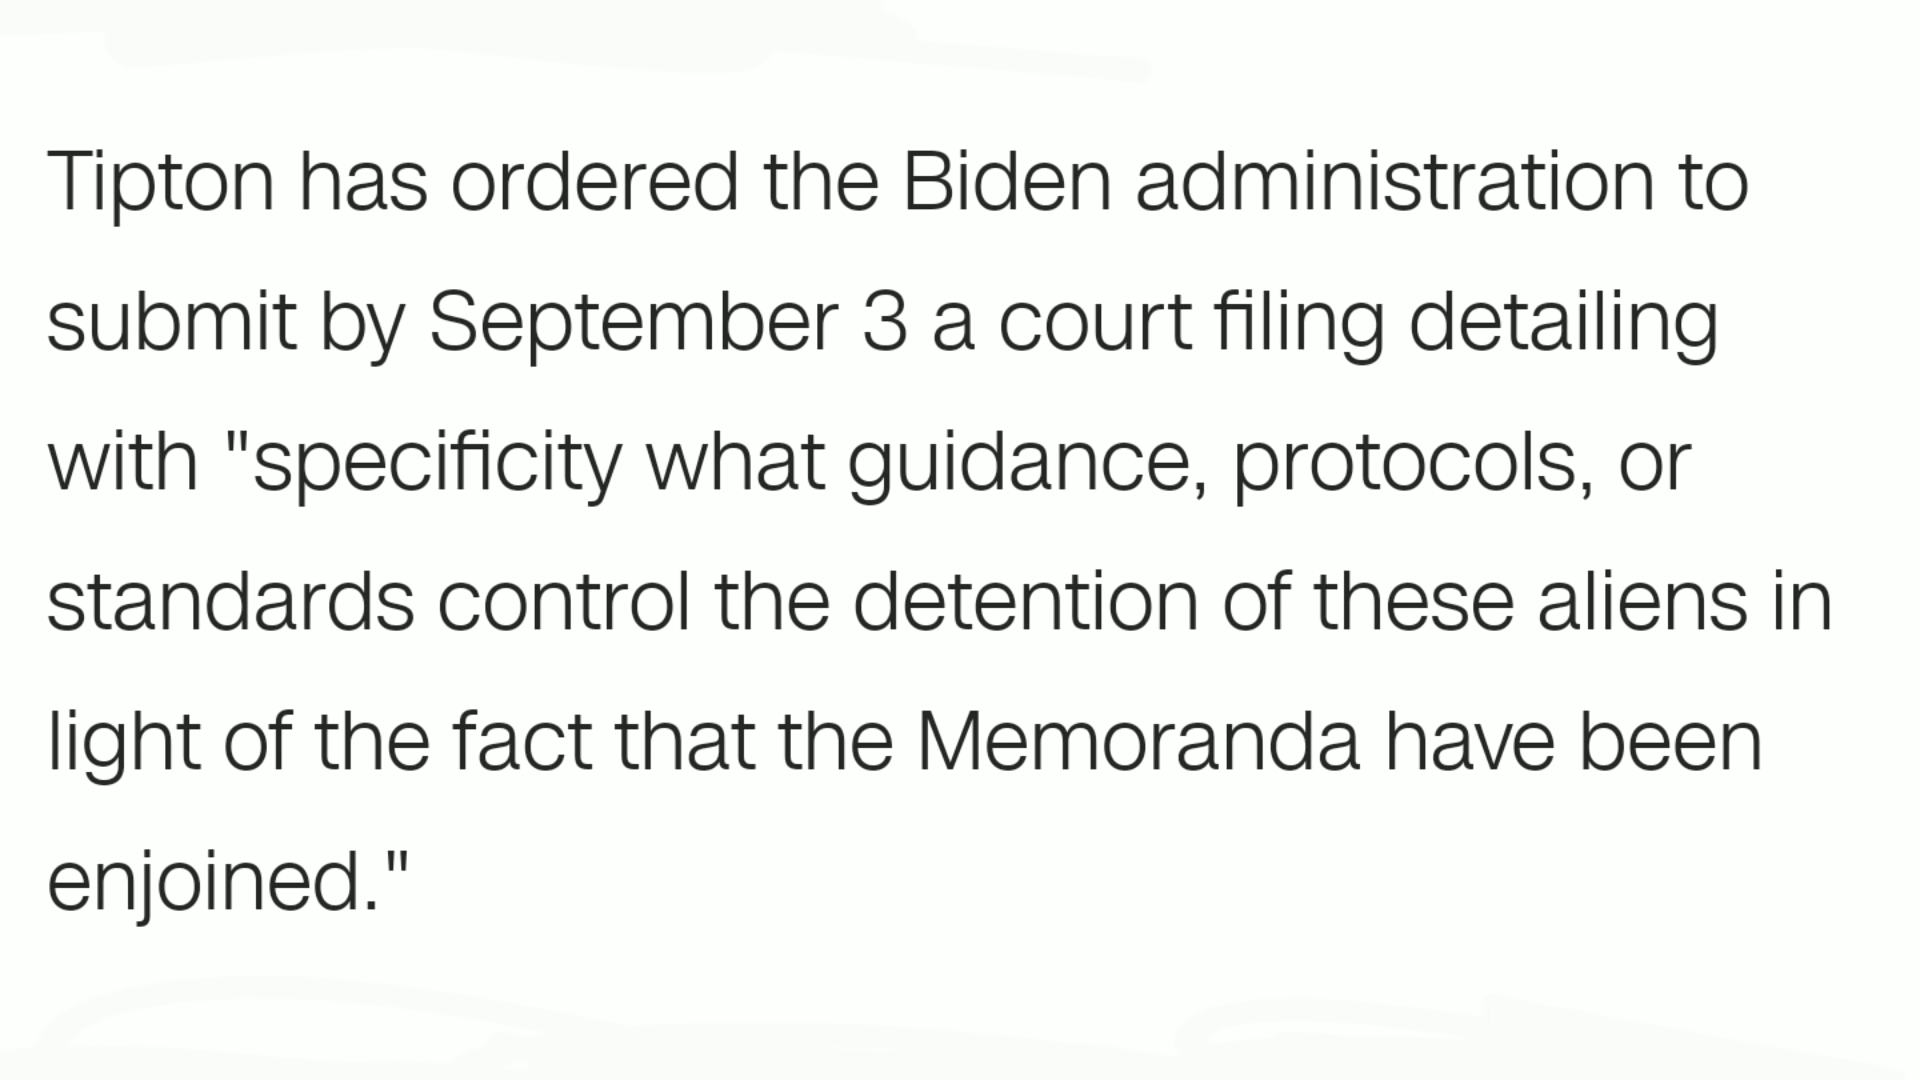 Tipton has ordered the Biden administration to
submit by September 3 a court filing detailing
with "specificity what guidance, protocols, or
standards control the detention of these aliens in
light of the fact that the Memoranda have been
enjoined."